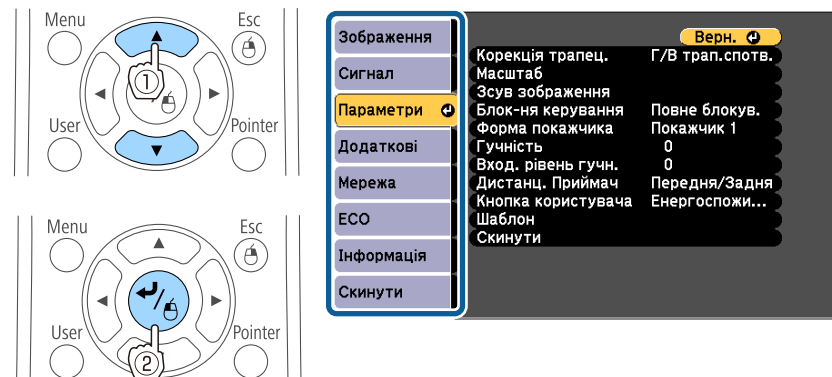 Menu
Esc
①
User
Pointer
Menu
Esc
User
Pointer
②
Зображення
Сигнал
Параметри
Додаткові
Мережа
ECO
Інформація
Скинути
Верн.
Корекція трапец. Г/В трап.спотв.
Масштаб
Зсув зображення
Блок-ня керування Повне блокув.
Форма покажчика Покажчик 1
Гучність 0
Вход. рівень гучн. 0
Дистанц. Приймач Передня/Задня
Кнопка користувача Енергоспожи...
Шаблон
Скинути